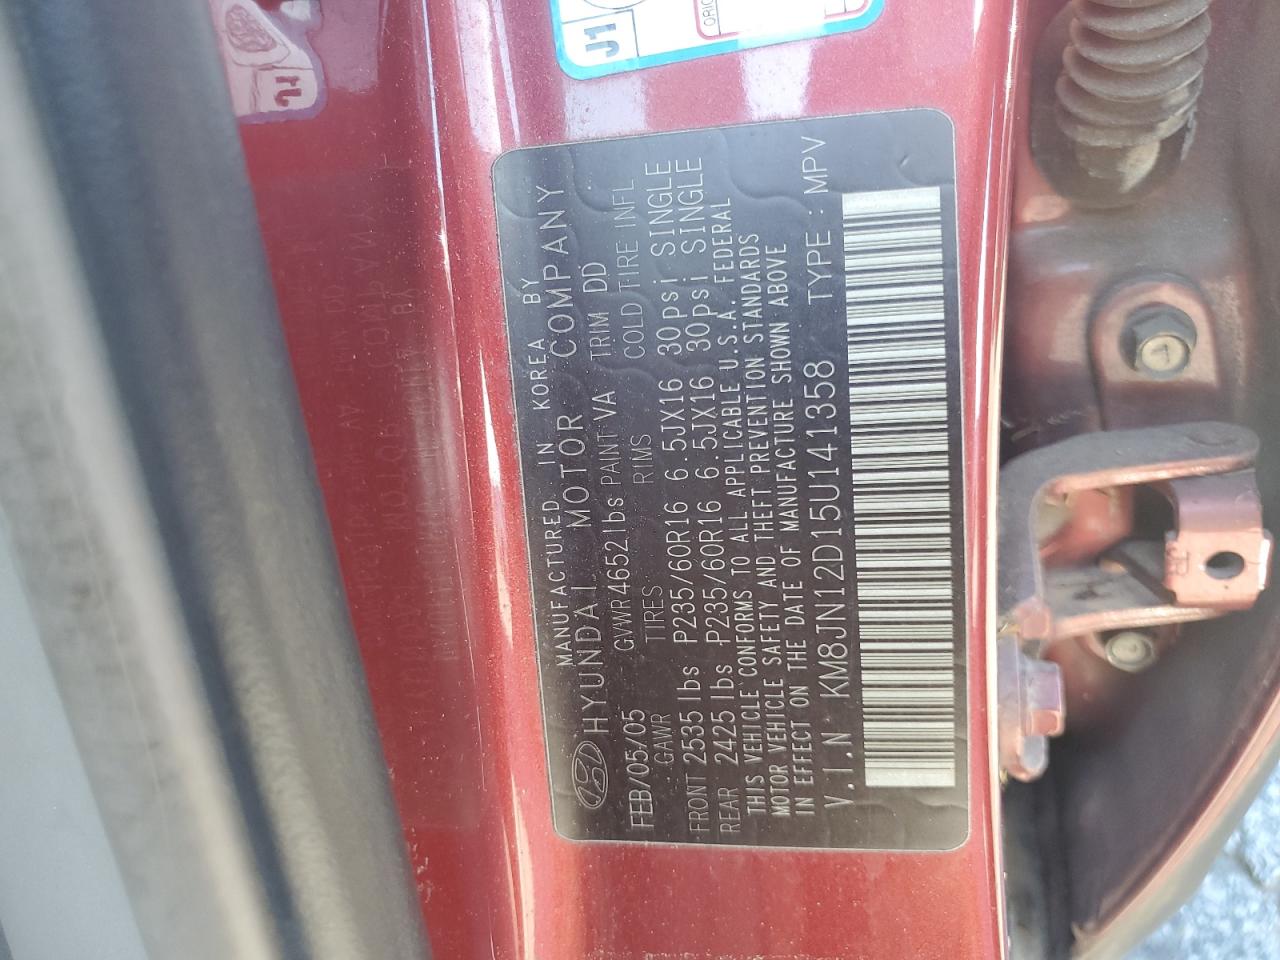 MANUFACTURED IN KOREA BY
HYUNDAI MOTOR COMPANY
FEB/05/05 GVWR4652lbs PAINT VA TRIM DD
GAWR TIRES RIMS COLD TIRE INFL
FRONT 2535 lbs P235/60R16 6.5JX16 30psi SINGLE
REAR 2425 lbs P235/60R16 6.5JX16 30psi SINGLE
THIS VEHICLE CONFORMS TO ALL APPLICABLE U.S.A. FEDERAL
MOTOR VEHICLE SAFETY AND THEFT PREVENTION STANDARDS
IN EFFECT ON THE DATE OF MANUFACTURE SHOWN ABOVE
V.I.N KM8JN12D15U141358 TYPE: MPV
J1